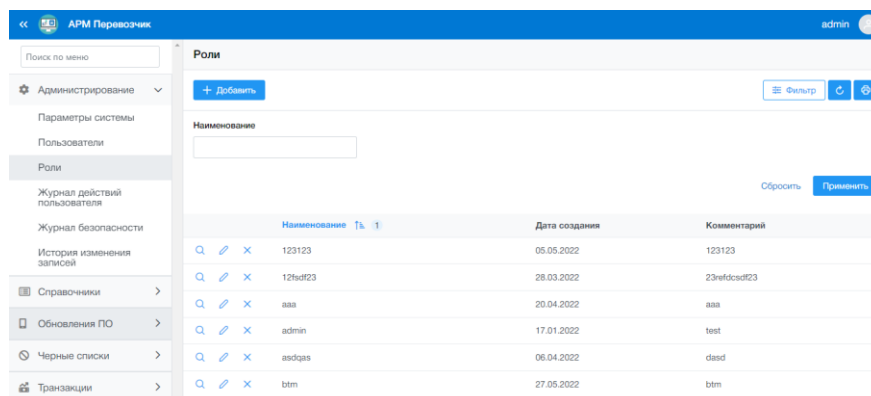 « АРМ Перевозчик
admin
Поиск по меню
Администрирование
Параметры системы
Пользователи
Роли
Журнал действий
пользователя
Журнал безопасности
История изменения
записей
Справочники
Обновления ПО
Черные списки
Транзакции
Роли
+ Добавить
Фильтр
Наименование
Сбросить
Применить
Наименование 1 Дата создания Комментарий
123123 05.05.2022 123123
12fsdf23 28.03.2022 23refdcsdf23
aaa 20.04.2022 aaa
admin 17.01.2022 test
asdqas 06.04.2022 dasd
btm 27.05.2022 btm